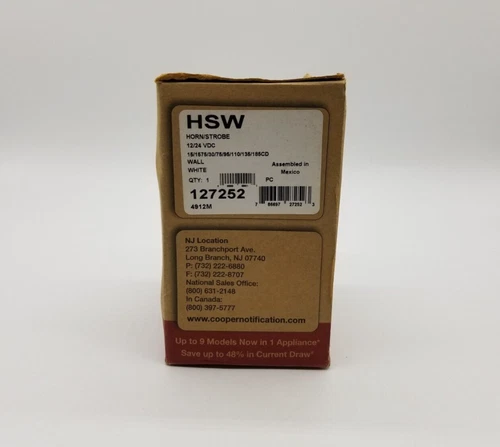 HSW
HORN/STROBE
12/24 VDC
15/1575/30/75/95/110/135/185CD
WALL
WHITE
Assembled in
Mexico
QTY: 1
PC
127252
4912M
NJ Location
273 Branchport Ave.
Long Branch, NJ 07740
P: (732) 222-6880
F: (732) 222-8707
National Sales Office:
(800) 631-2148
In Canada:
(800) 397-5777
www.coopernotification.com
Up to 9 Models Now in 1 Appliance*
Save up to 48% in Current Draw*